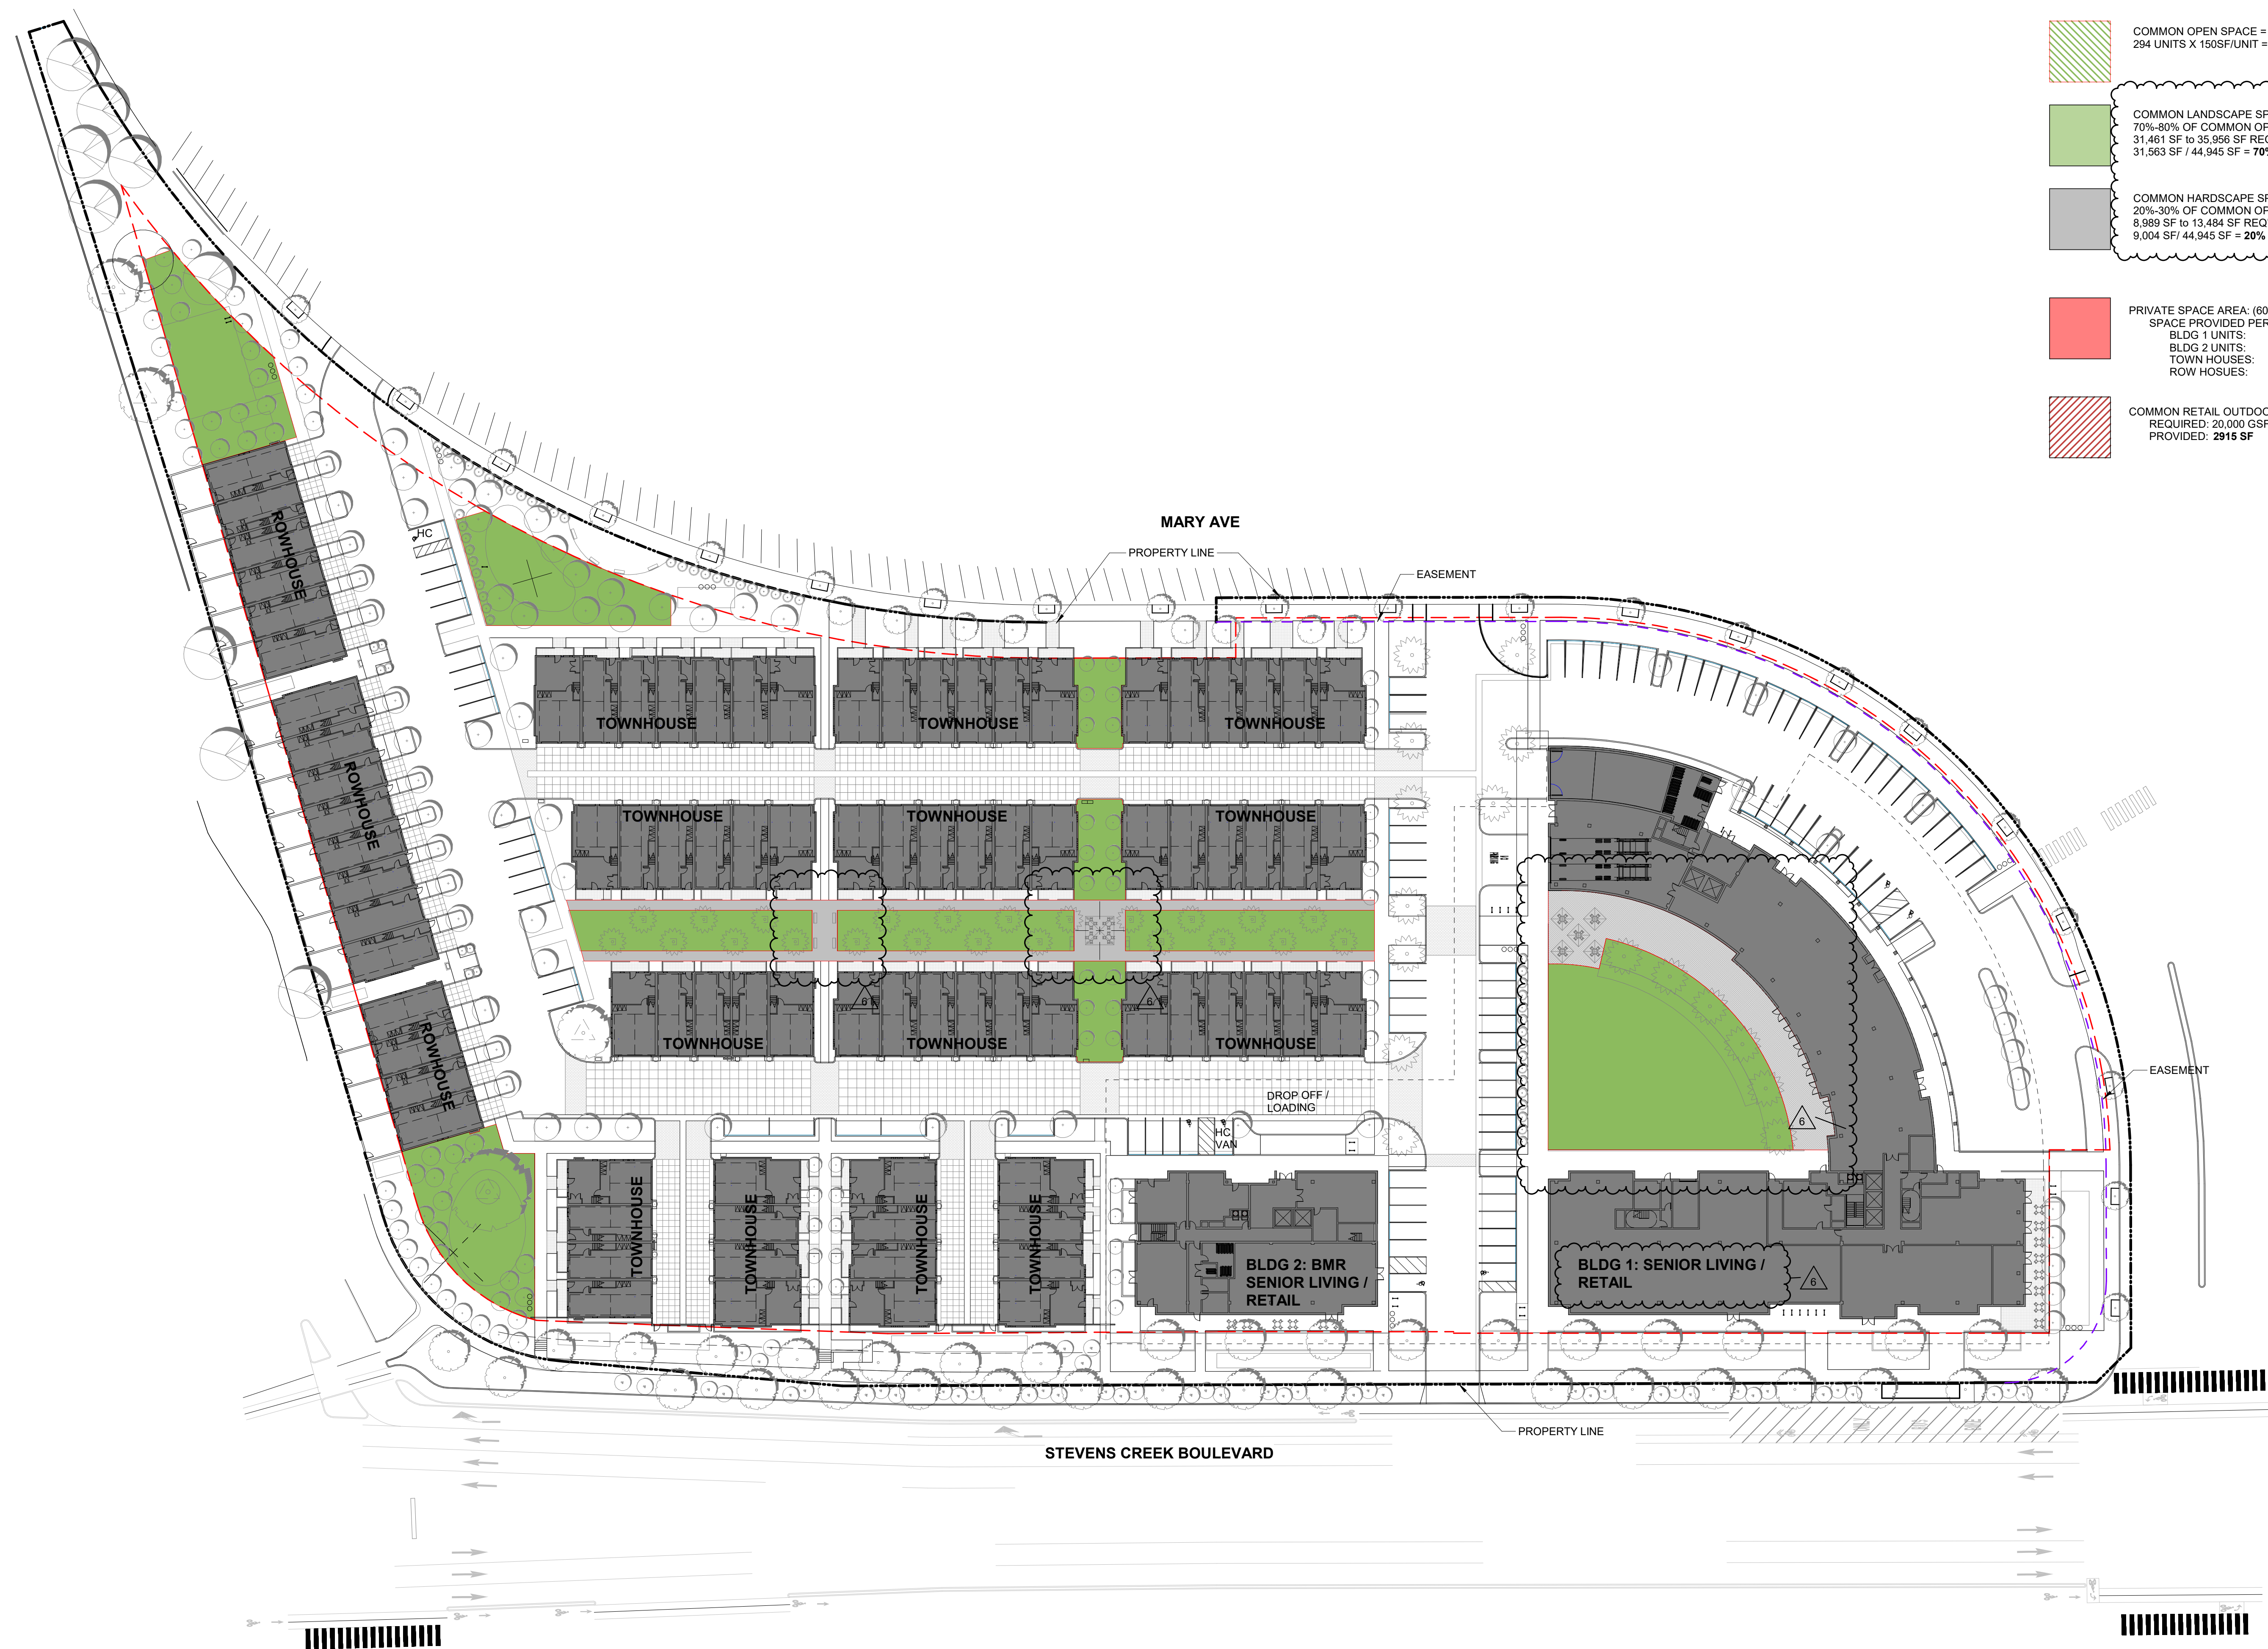 COMMON OPEN SPACE =
294 UNITS X 150SF/UNIT =
COMMON LANDSCAPE SP
70%-80% OF COMMON OP
31,461 SF to 35,956 SF REQ
31,563 SF / 44,945 SF = 70%
COMMON HARDSCAPE SP
20%-30% OF COMMON OP
8,989 SF to 13,484 SF REQ
9,004 SF/ 44,945 SF = 20%
PRIVATE SPACE AREA: (60
SPACE PROVIDED PER
BLDG 1 UNITS:
BLDG 2 UNITS:
TOWN HOUSES:
ROW HOSUES:
COMMON RETAIL OUTDOO
REQUIRED: 20,000 GSF
PROVIDED: 2915 SF
MARY AVE
PROPERTY LINE
EASEMENT
HC
ROWHOUSE
ROWHOUSE
ROWHOUSE
TOWNHOUSE
TOWNHOUSE
TOWNHOUSE
TOWNHOUSE
TOWNHOUSE
TOWNHOUSE
6
6
TOWNHOUSE
TOWNHOUSE
TOWNHOUSE
EASEMENT
DROP OFF /
LOADING
6
HC
VAN
TOWNHOUSE
TOWNHOUSE
TOWNHOUSE
TOWNHOUSE
BLDG 2: BMR
SENIOR LIVING /
RETAIL
BLDG 1: SENIOR LIVING /
RETAIL
6
PROPERTY LINE
STEVENS CREEK BOULEVARD